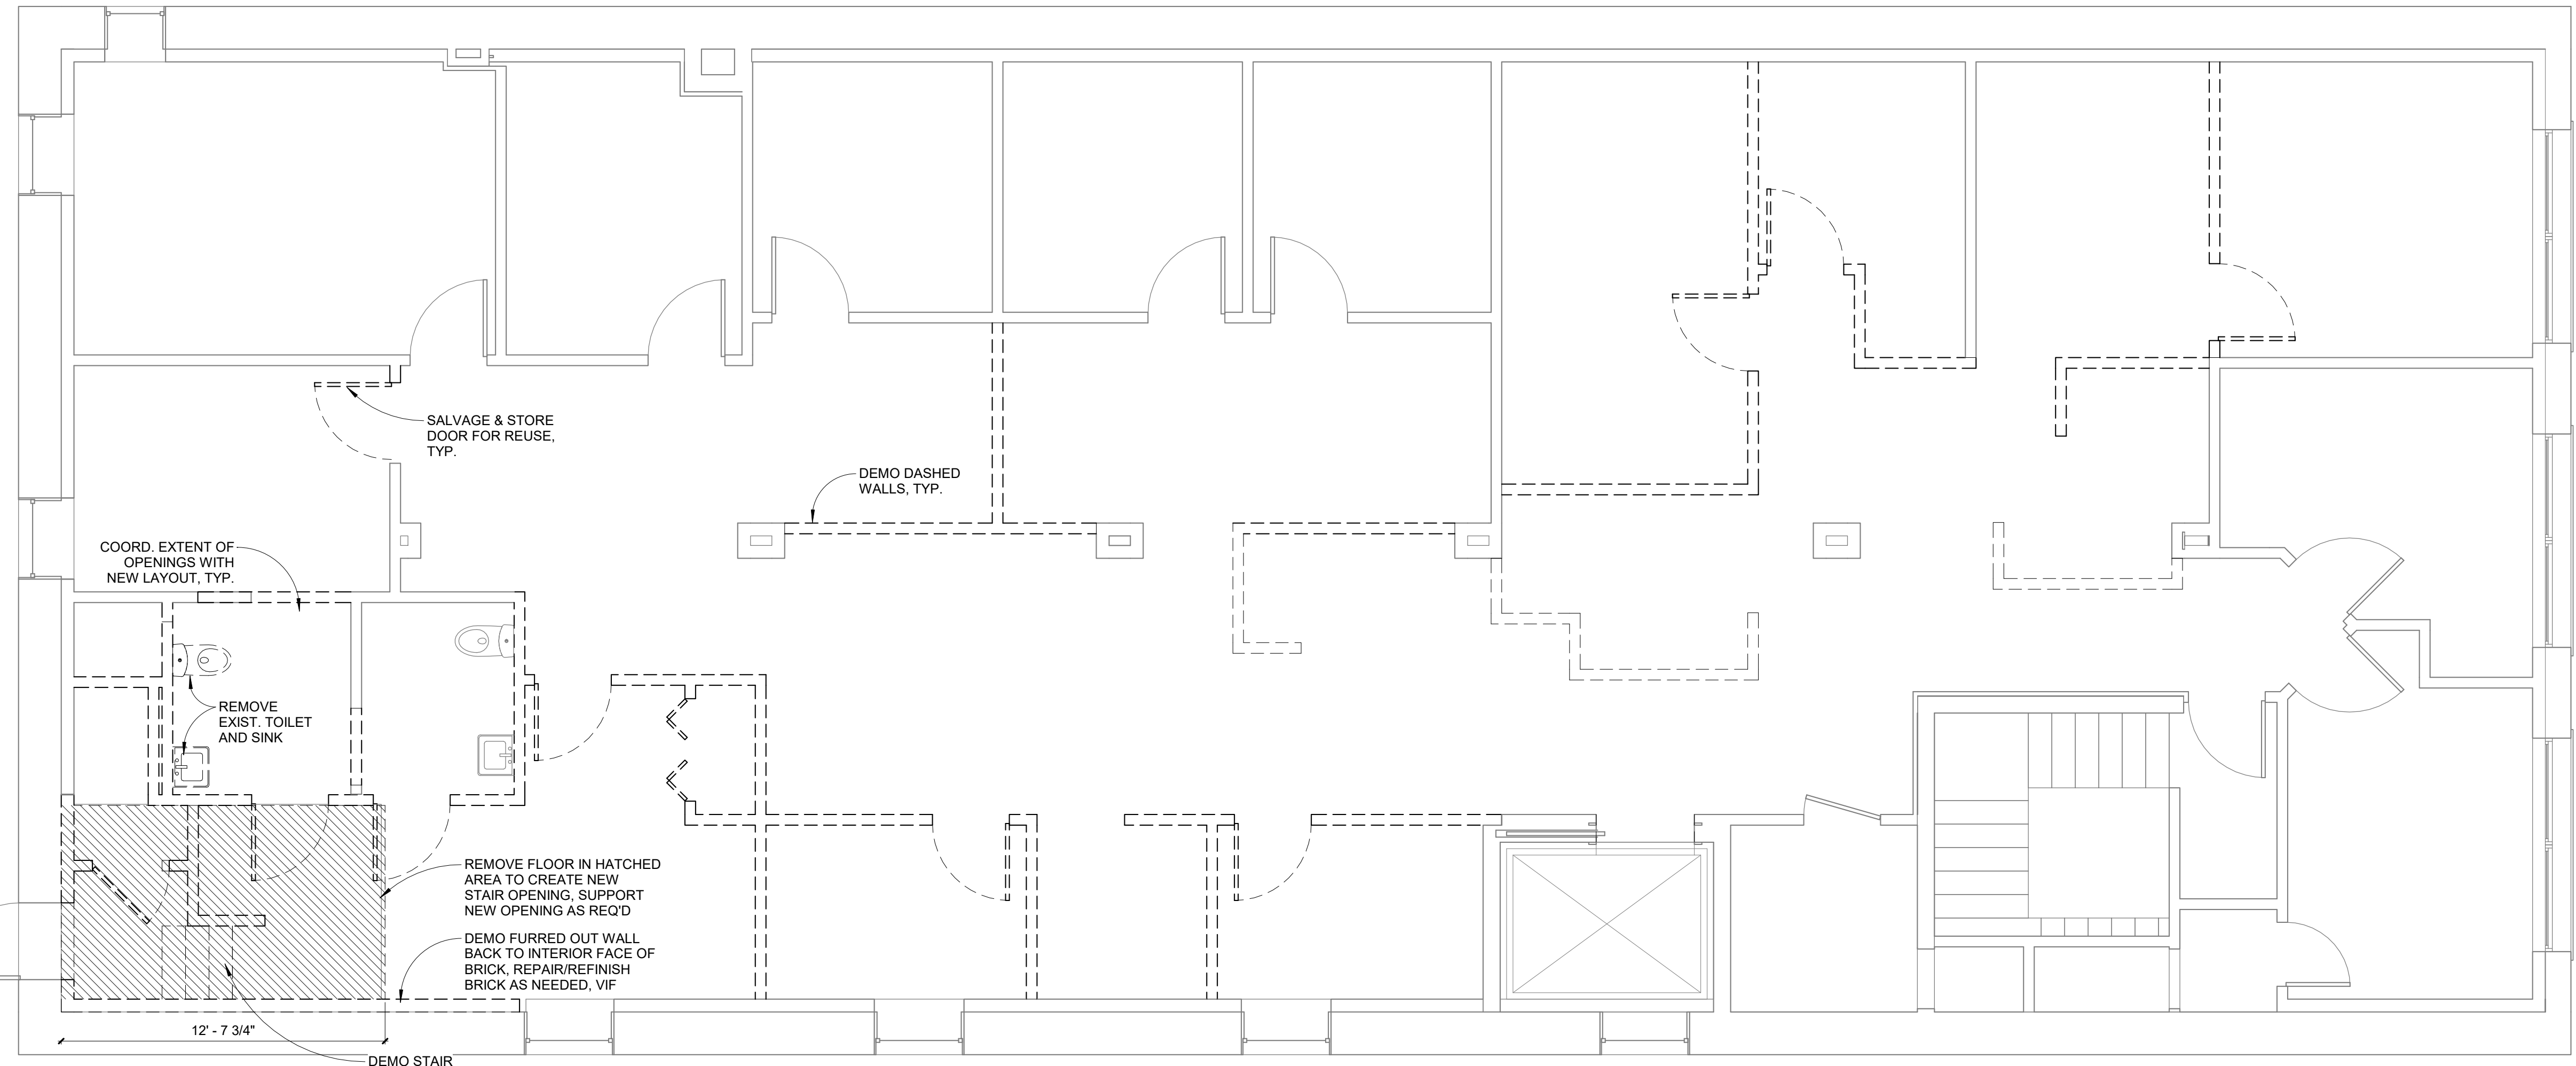 SALVAGE & STORE
DOOR FOR REUSE,
TYP.
DEMO DASHED
WALLS, TYP.
COORD. EXTENT OF
OPENINGS WITH
NEW LAYOUT, TYP.
REMOVE
EXIST. TOILET
AND SINK
REMOVE FLOOR IN HATCHED
AREA TO CREATE NEW
STAIR OPENING, SUPPORT
NEW OPENING AS REQ'D
DEMO FURRED OUT WALL
BACK TO INTERIOR FACE OF
BRICK, REPAIR/REFINISH
BRICK AS NEEDED, VIF
12' - 7 3/4"
DEMO STAIR